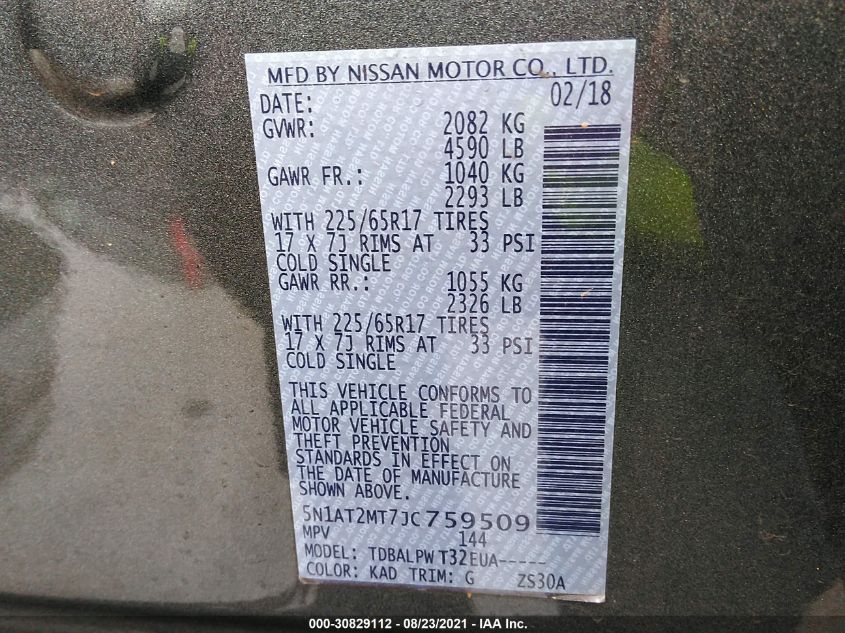 MFD BY NISSAN MOTOR CO., LTD.
DATE: 02/18
GVWR: 2082 KG
4590 LB
GAWR FR.: 1040 KG
2293 LB
WITH 225/65R17 TIRES
17 X 7J RIMS AT 33 PSI
COLD SINGLE
GAWR RR.: 1055 KG
2326 LB
WITH 225/65R17 TIRES
17 X 7J RIMS AT 33 PSI
COLD SINGLE
THIS VEHICLE CONFORMS TO
ALL APPLICABLE FEDERAL
MOTOR VEHICLE SAFETY AND
THEFT PREVENTION
STANDARDS IN EFFECT ON
THE DATE OF MANUFACTURE
SHOWN ABOVE.
5N1AT2MT7JC759509
MPV 144
MODEL: TDBALPW T32EUA-----
COLOR: KAD TRIM: G ZS30A
000-30829112 - 08/23/2021 - IAA Inc.